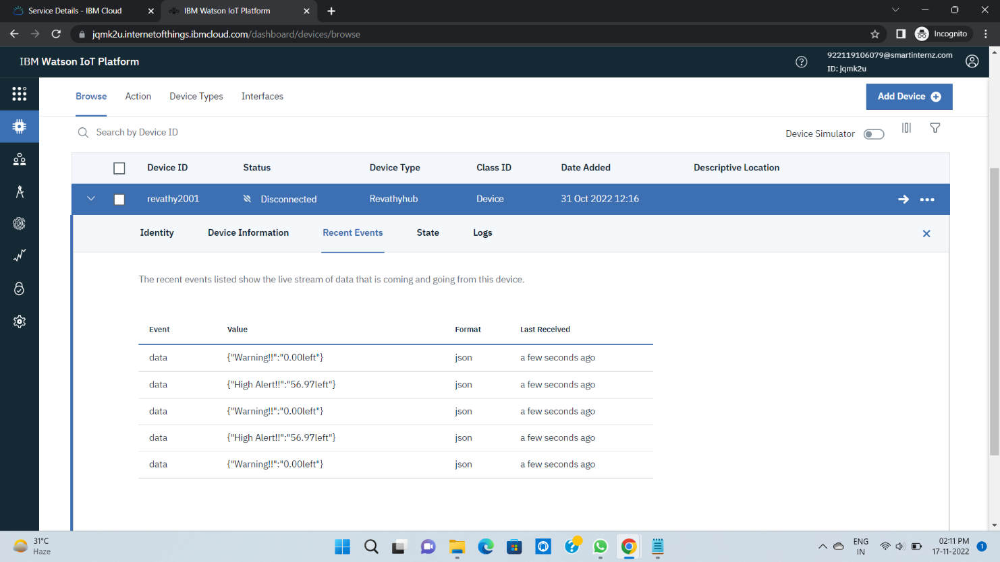 Service Details - IBM Cloud
IBM Watson IoT Platform
jqmk2u.internetofthings.ibmcloud.com/dashboard/devices/browse
Incognito
IBM Watson IoT Platform
922119106079@smartinternz.com
ID: jqmk2u
Browse Action Device Types Interfaces Add Device
Search by Device ID
Device Simulator
Device ID Status Device Type Class ID Date Added Descriptive Location
revathy2001 Disconnected Revathyhub Device 31 Oct 2022 12:16
Identity Device Information Recent Events State Logs
The recent events listed show the live stream of data that is coming and going from this device.
Event Value Format Last Received
data {"Warning!!":"0.00left"} json a few seconds ago
data {"High Alert!!":"56.97left"} json a few seconds ago
data {"Warning!!":"0.00left"} json a few seconds ago
data {"High Alert!!":"56.97left"} json a few seconds ago
data {"Warning!!":"0.00left"} json a few seconds ago
31°C
Haze
ENG
IN
02:11 PM
17-11-2022
1